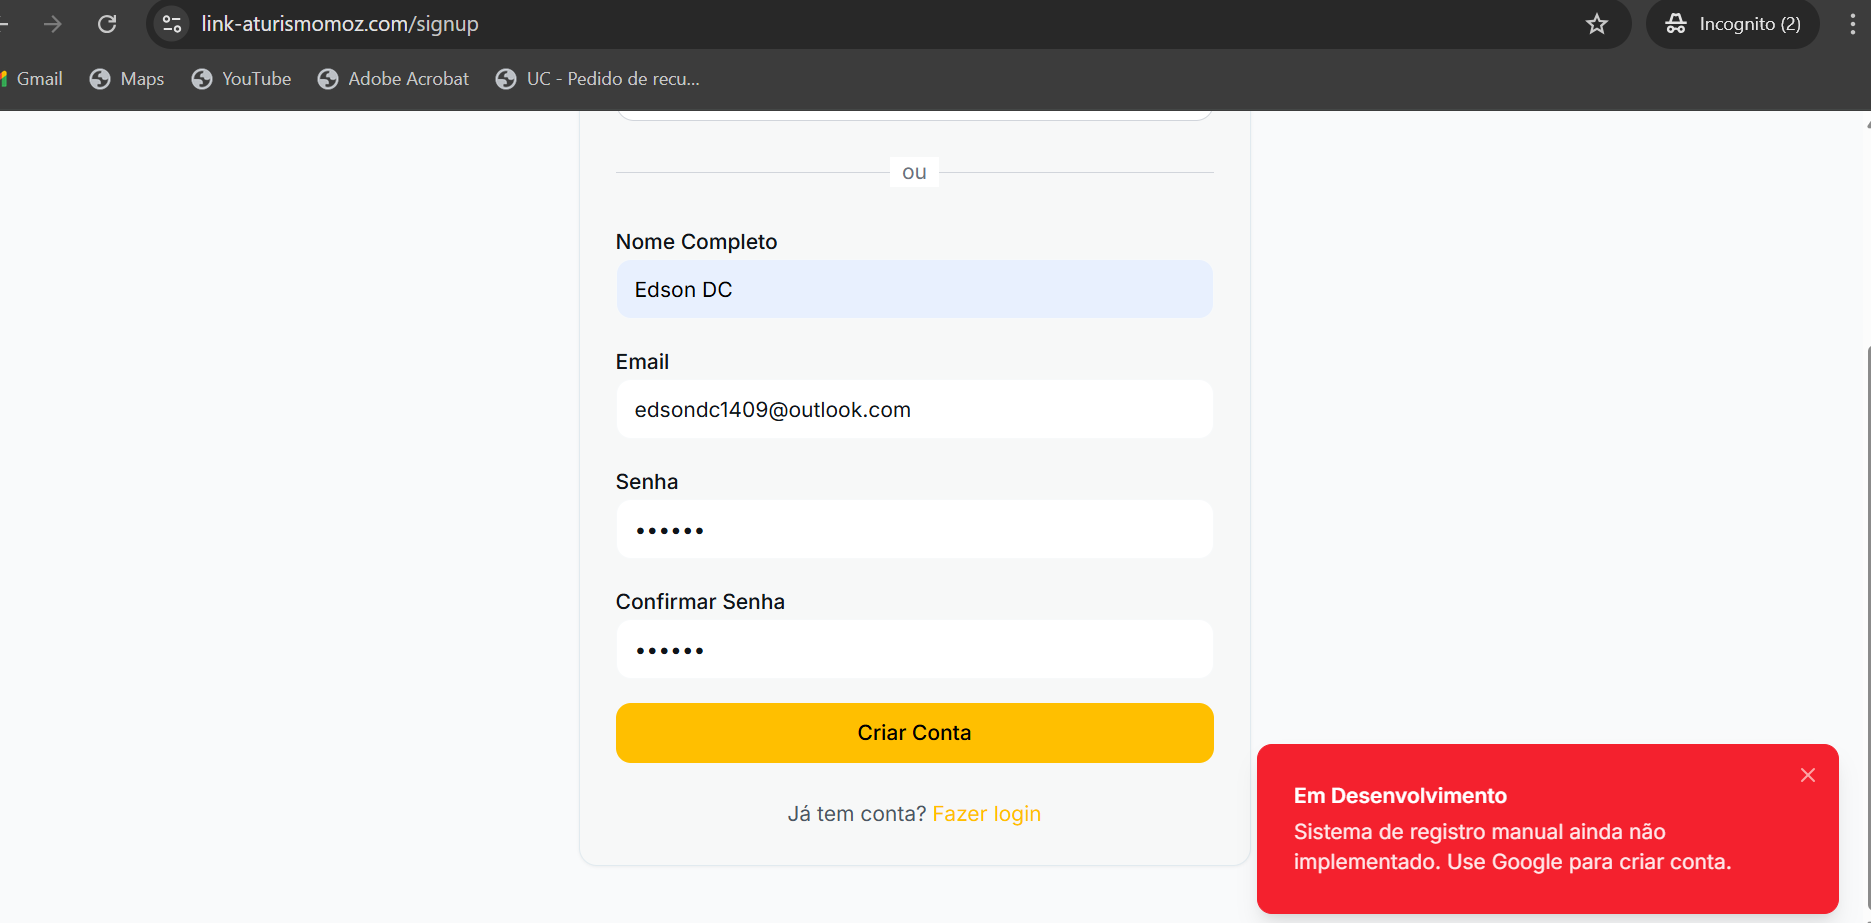 link-aturismomoz.com/signup
Incognito (2)
Gmail
Maps
YouTube
Adobe Acrobat
UC - Pedido de recu...
ou
Nome Completo
Edson DC
Email
edsondc1409@outlook.com
Senha
••••••
Confirmar Senha
••••••
Criar Conta
Já tem conta? Fazer login
Em Desenvolvimento
Sistema de registro manual ainda não
implementado. Use Google para criar conta.